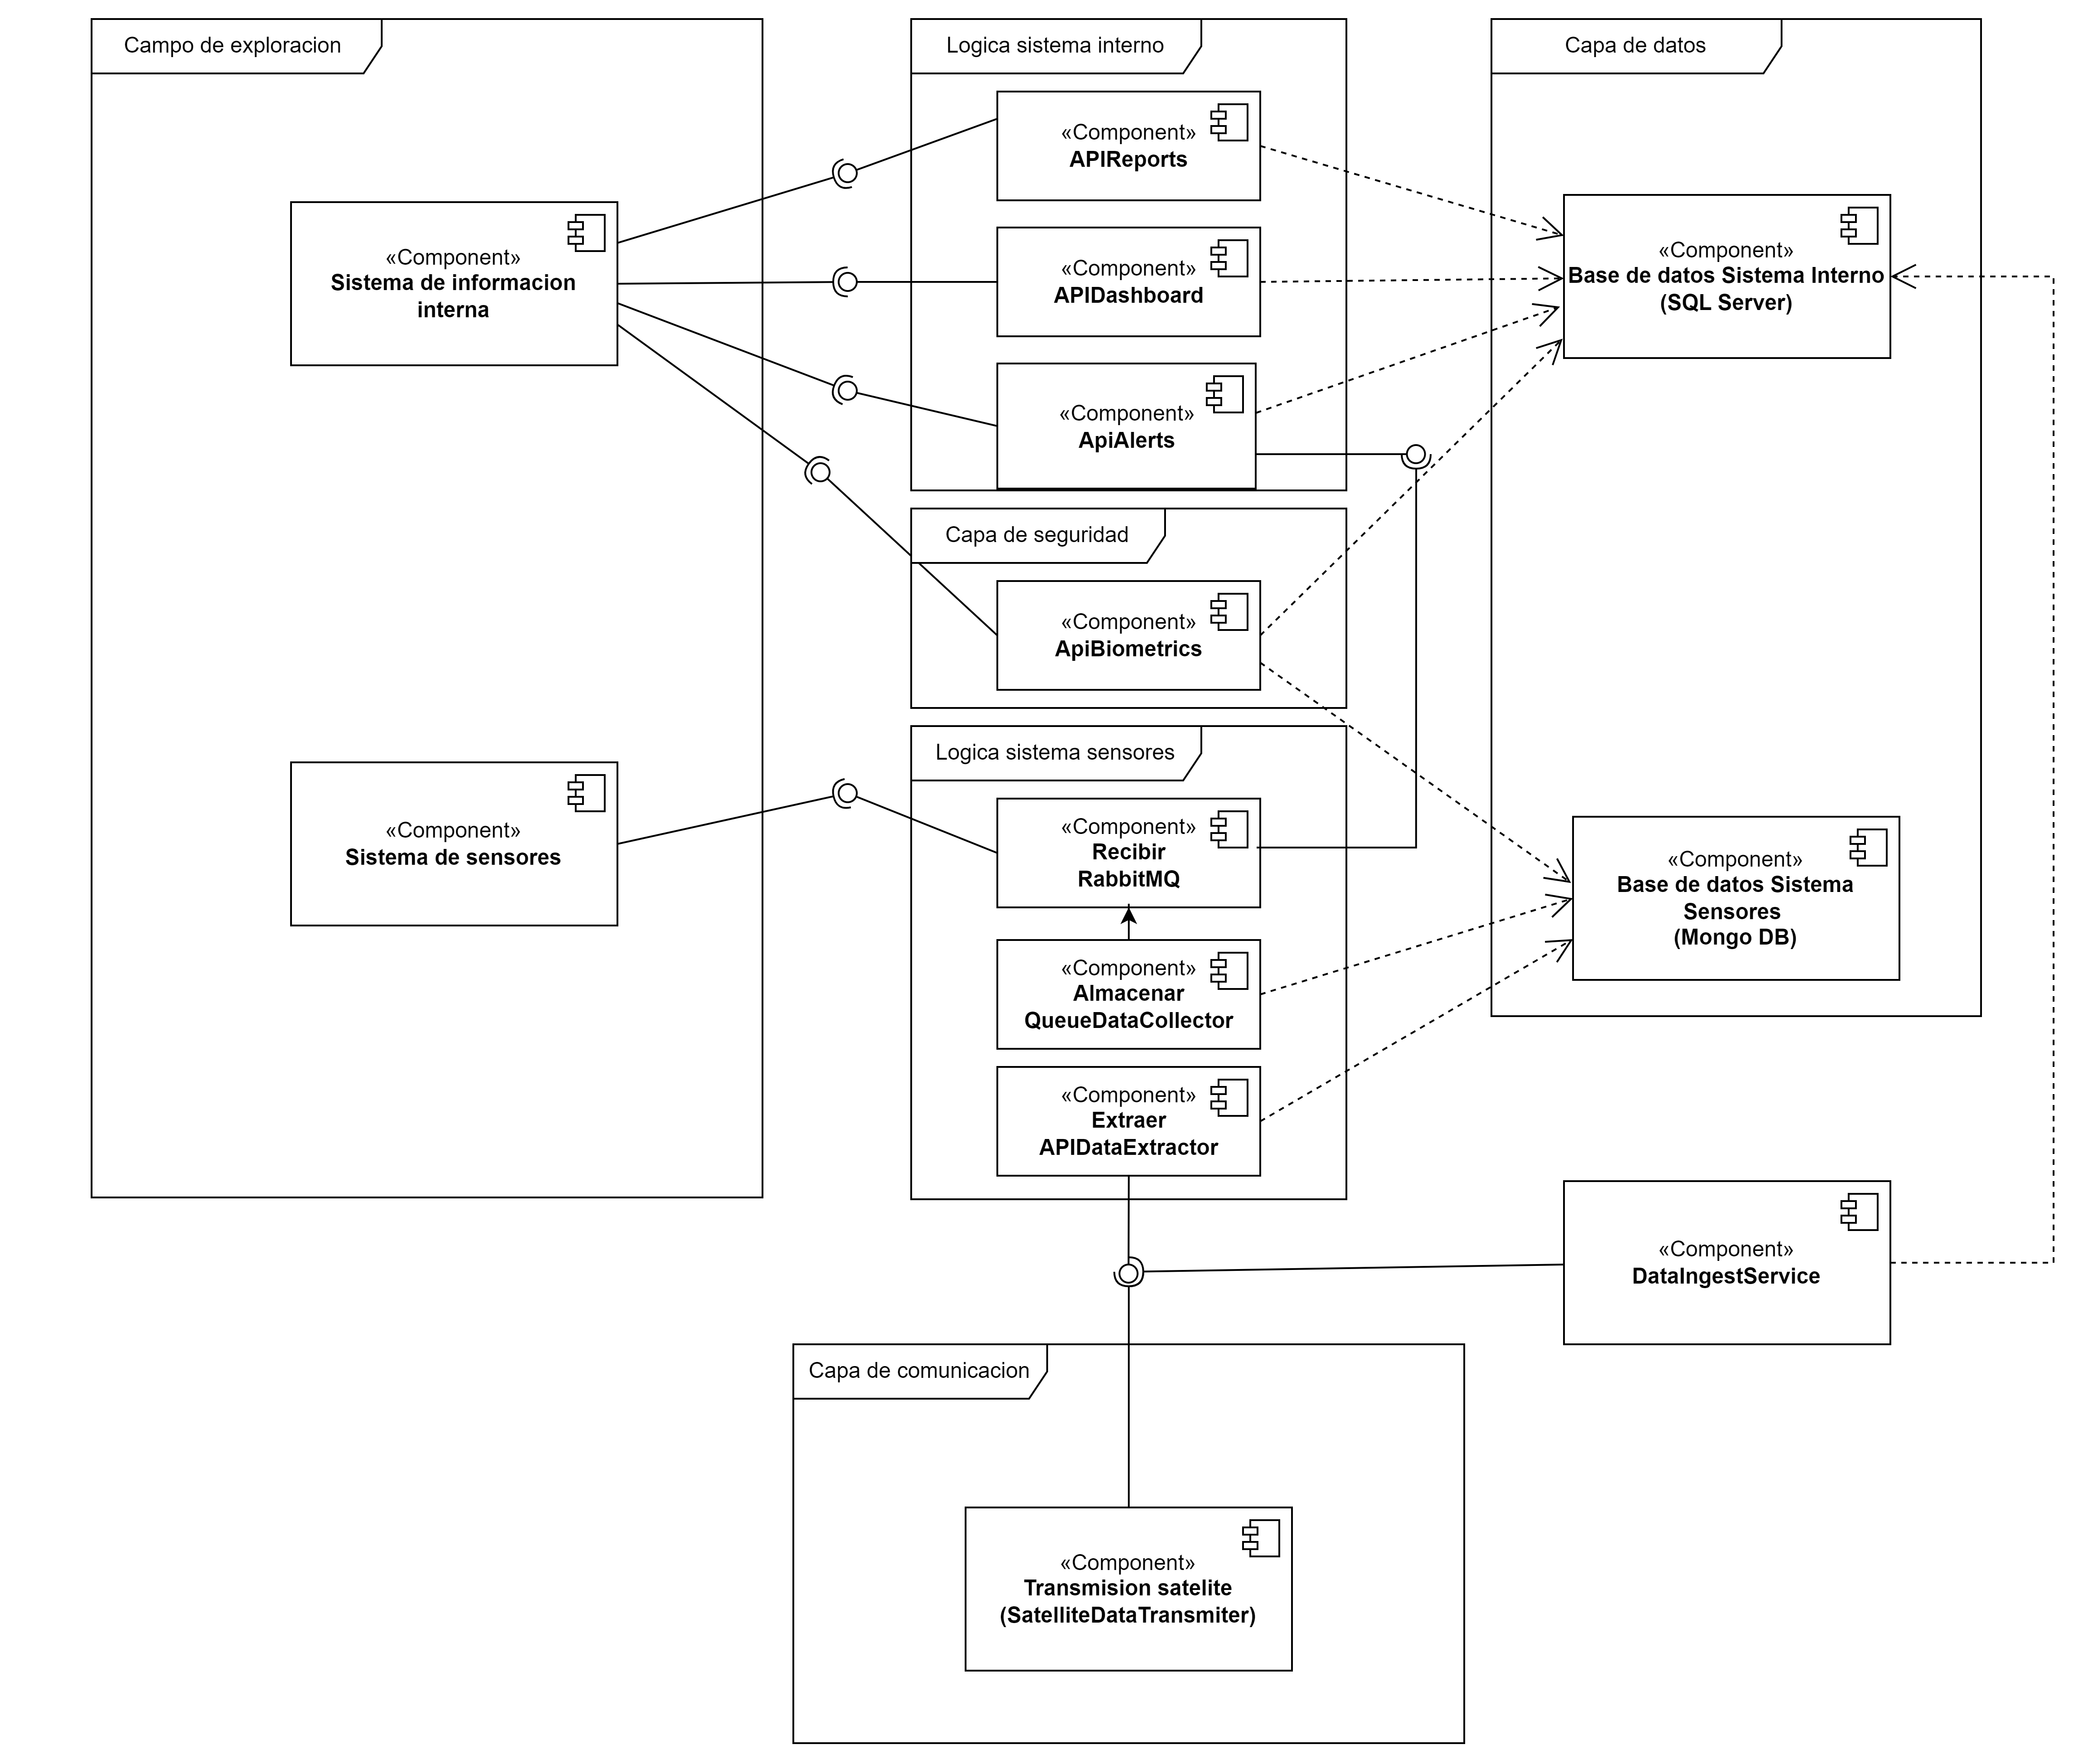 Campo de exploracion
«Component»
Sistema de informacion
interna
«Component»
Sistema de sensores
Logica sistema interno
«Component»
APIReports
«Component»
APIDashboard
«Component»
ApiAlerts
Capa de seguridad
«Component»
ApiBiometrics
Logica sistema sensores
«Component»
Recibir
RabbitMQ
«Component»
Almacenar
QueueDataCollector
«Component»
Extraer
APIDataExtractor
Capa de datos
«Component»
Base de datos Sistema Interno
(SQL Server)
«Component»
Base de datos Sistema
Sensores
(Mongo DB)
«Component»
DataIngestService
Capa de comunicacion
«Component»
Transmision satelite
(SatelliteDataTransmiter)